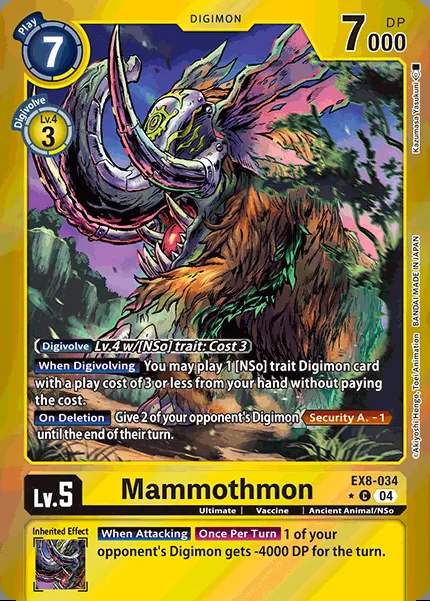 Play
7
DIGIMON
DP
7000
Digivolve
Lv.4
3
Kazumasa Yasukuni
©Akiyoshi Hongo, Toei Animation BANDAI MADE IN JAPAN
Digivolve Lv.4 w/[NSo] trait: Cost 3
When Digivolving You may play 1 [NSo] trait Digimon card
with a play cost of 3 or less from your hand without paying
the cost.
On Deletion Give 2 of your opponent's Digimon Security A. -1
until the end of their turn.
Lv.5
Mammothmon
EX8-034
C 04
Ultimate | Vaccine | Ancient Animal/NSo
Inherited Effect
When Attacking Once Per Turn 1 of your
opponent's Digimon gets -4000 DP for the turn.